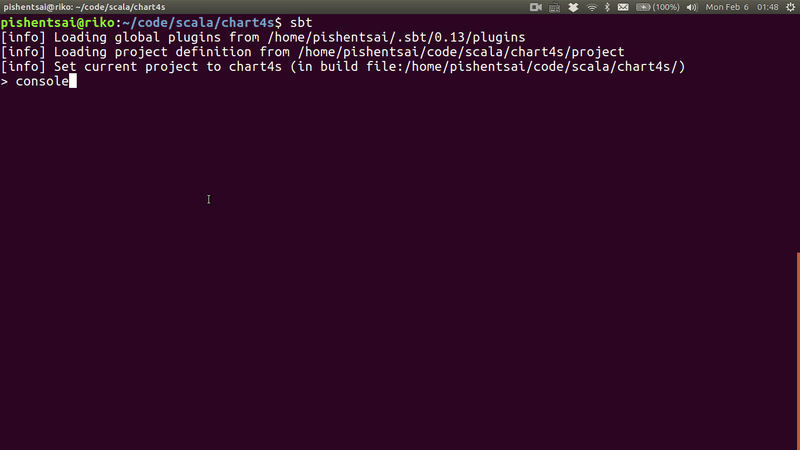 pishentsai@riko: ~/code/scala/chart4s
(100%) Mon Feb 6 01:48
pishentsai@riko:~/code/scala/chart4s$ sbt
[info] Loading global plugins from /home/pishentsai/.sbt/0.13/plugins
[info] Loading project definition from /home/pishentsai/code/scala/chart4s/project
[info] Set current project to chart4s (in build file:/home/pishentsai/code/scala/chart4s/)
> console